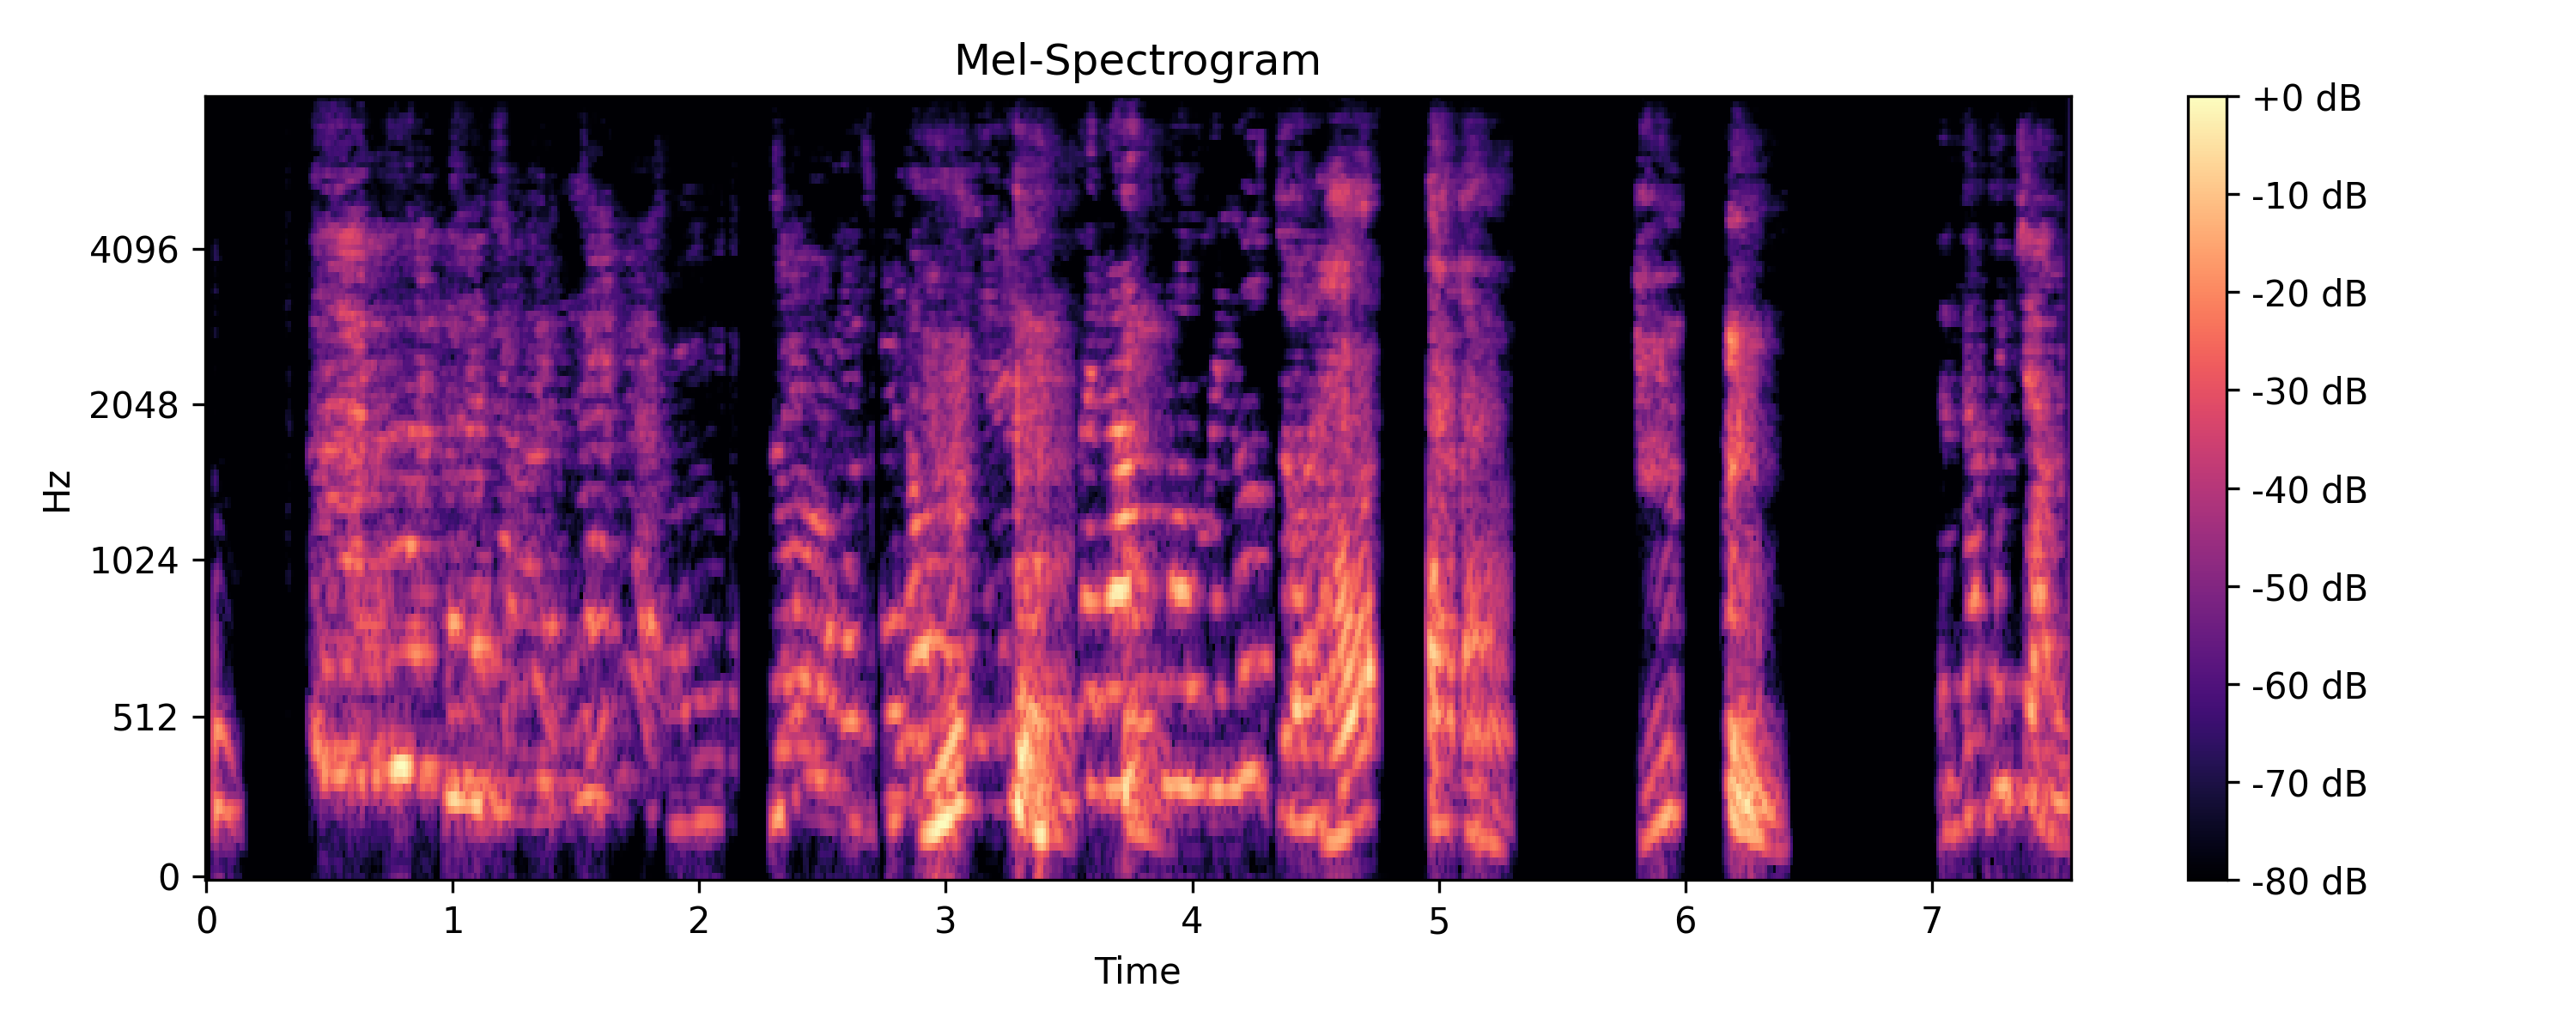 Mel-Spectrogram
Hz
4096
2048
1024
512
0
0 1 2 3 4 5 6 7
Time
+0 dB
-10 dB
-20 dB
-30 dB
-40 dB
-50 dB
-60 dB
-70 dB
-80 dB